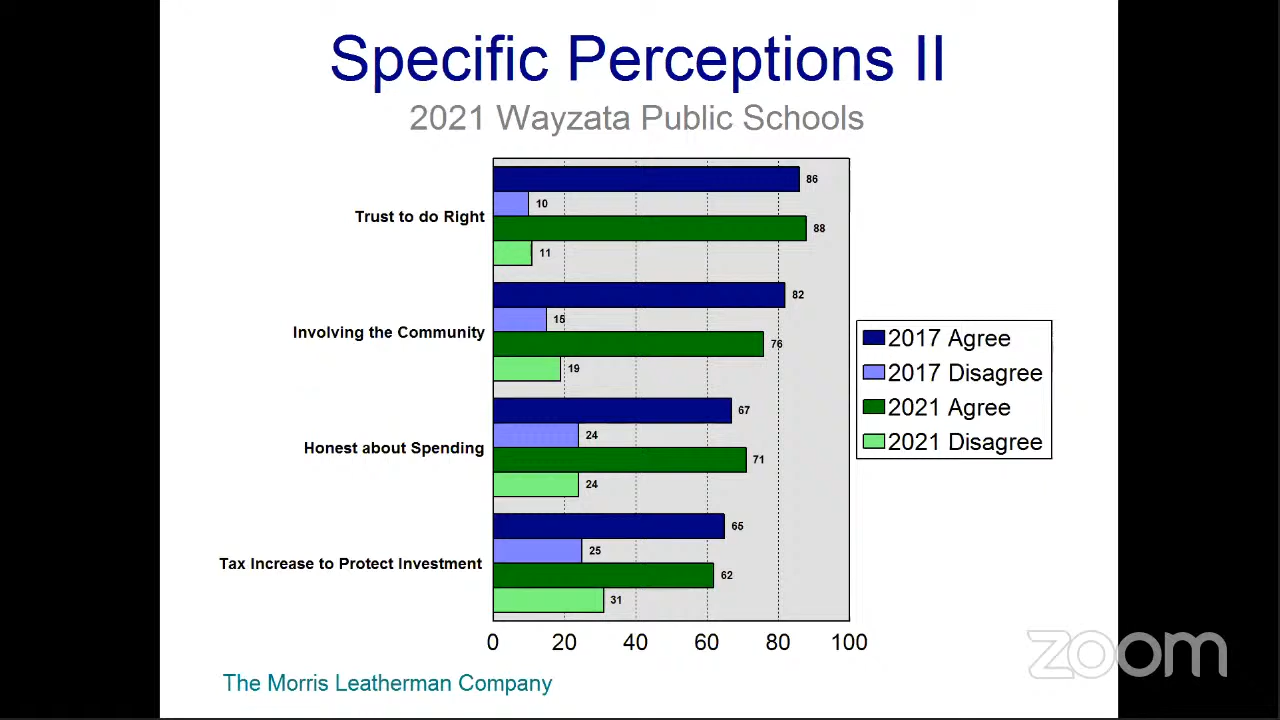 Specific Perceptions II
2021 Wayzata Public Schools
Trust to do Right
86
10
88
11
Involving the Community
82
15
76
19
Honest about Spending
67
24
71
24
Tax Increase to Protect Investment
65
25
62
31
0 20 40 60 80 100
2017 Agree
2017 Disagree
2021 Agree
2021 Disagree
The Morris Leatherman Company
zoom